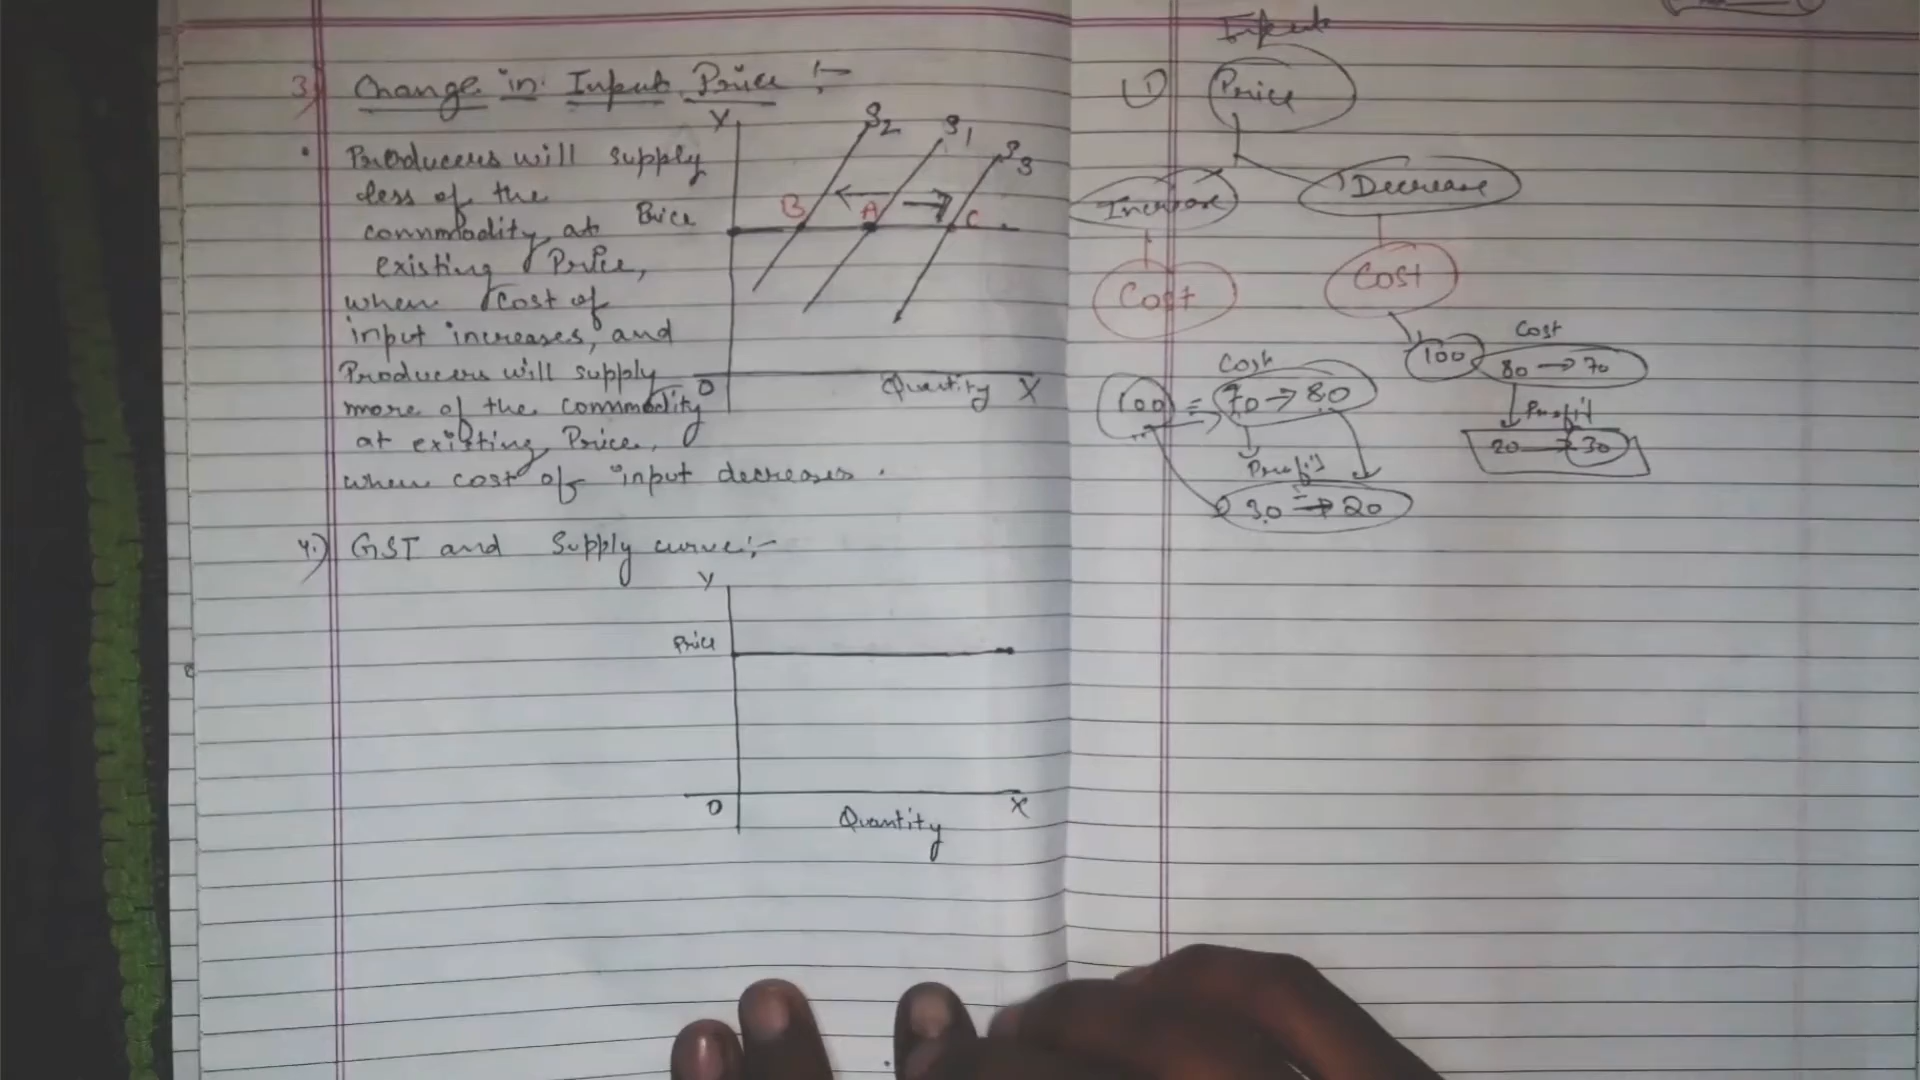 3) Change in Input Price :-
• Producers will supply
less of the
commodity at
existing Price,
when cost of
input increases, and
Producers will supply
more of the commodity
at existing Price,
when cost of input decreases.
Y
S2
S1
S3
Price
B
A
C
O
Quantity
X
4.) GST and Supply curve :-
Y
Price
O
Quantity
X
Input
1) Price
Increase
Decrease
Cost
Cost
Cost
100 = 70 → 80
Profit
30 → 20
Cost
100
80 → 70
Profit
20 → 30